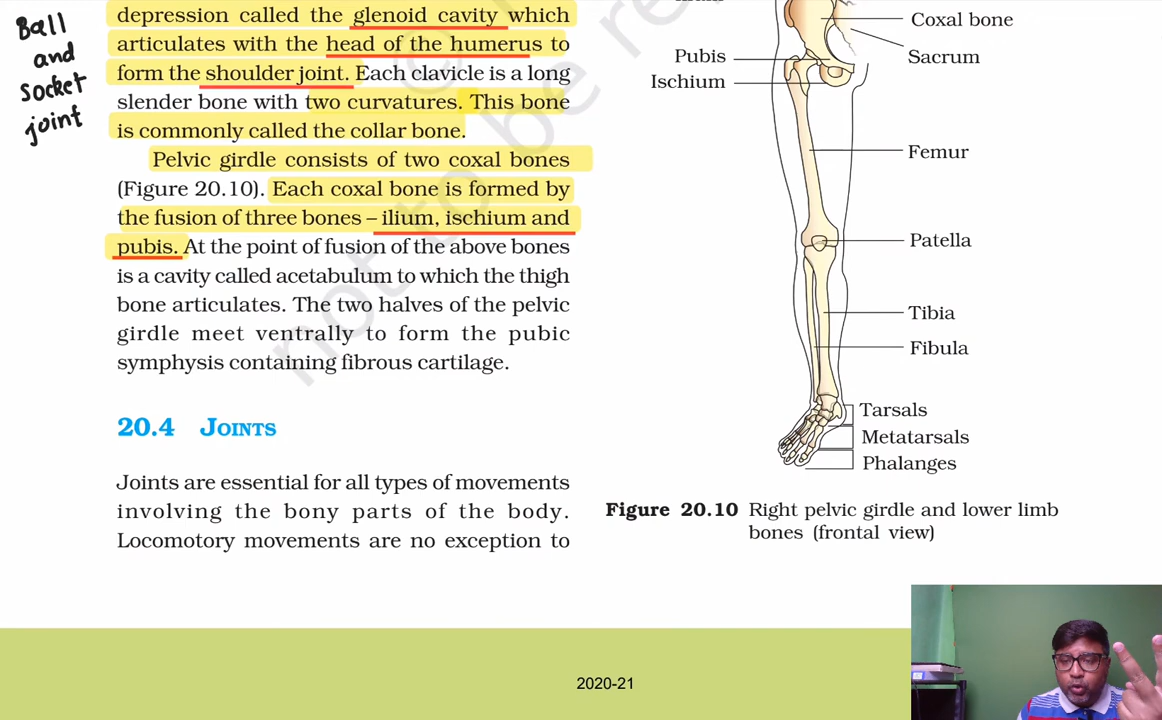 Ball
and
socket
joint
depression called the glenoid cavity which
articulates with the head of the humerus to
form the shoulder joint. Each clavicle is a long
slender bone with two curvatures. This bone
is commonly called the collar bone.
Pelvic girdle consists of two coxal bones
(Figure 20.10). Each coxal bone is formed by
the fusion of three bones – ilium, ischium and
pubis. At the point of fusion of the above bones
is a cavity called acetabulum to which the thigh
bone articulates. The two halves of the pelvic
girdle meet ventrally to form the pubic
symphysis containing fibrous cartilage.
20.4 JOINTS
Joints are essential for all types of movements
involving the bony parts of the body.
Locomotory movements are no exception to
Coxal bone
Sacrum
Pubis
Ischium
Femur
Patella
Tibia
Fibula
Tarsals
Metatarsals
Phalanges
Figure 20.10 Right pelvic girdle and lower limb
bones (frontal view)
not to be re
2020-21